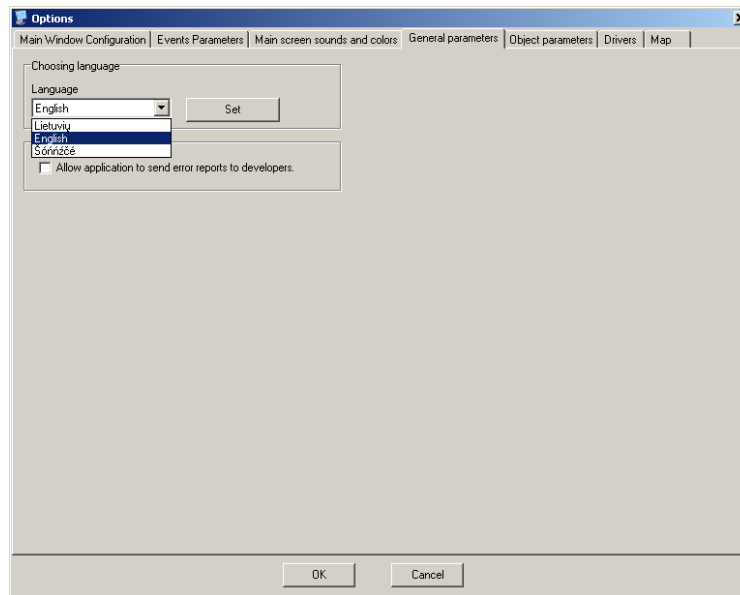 Options
Main Window Configuration Events Parameters Main screen sounds and colors General parameters Object parameters Drivers Map
Choosing language
Language
English Set
Lietuvių
English
Šóńńźčé
Allow application to send error reports to developers.
OK Cancel